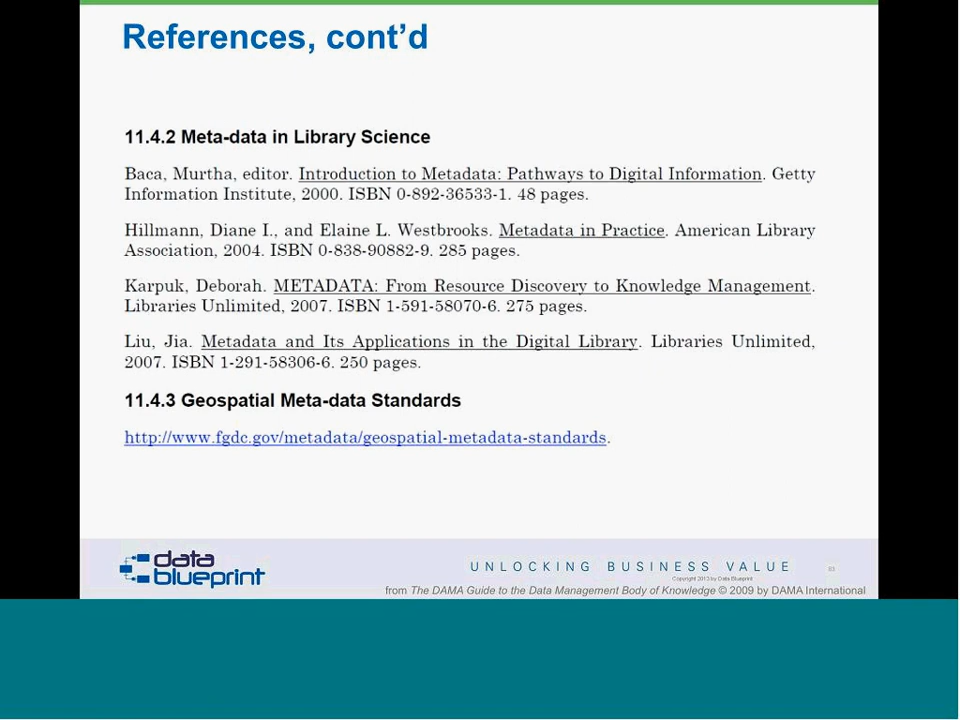 References, cont’d
11.4.2 Meta-data in Library Science
Baca, Murtha, editor. Introduction to Metadata: Pathways to Digital Information. Getty
Information Institute, 2000. ISBN 0-892-36533-1. 48 pages.
Hillmann, Diane I., and Elaine L. Westbrooks. Metadata in Practice. American Library
Association, 2004. ISBN 0-838-90882-9. 285 pages.
Karpuk, Deborah. METADATA: From Resource Discovery to Knowledge Management.
Libraries Unlimited, 2007. ISBN 1-591-58070-6. 275 pages.
Liu, Jia. Metadata and Its Applications in the Digital Library. Libraries Unlimited,
2007. ISBN 1-291-58306-6. 250 pages.
11.4.3 Geospatial Meta-data Standards
http://www.fgdc.gov/metadata/geospatial-metadata-standards.
data
blueprint
UNLOCKING BUSINESS VALUE
Copyright 2013 by Data Blueprint
from The DAMA Guide to the Data Management Body of Knowledge © 2009 by DAMA International